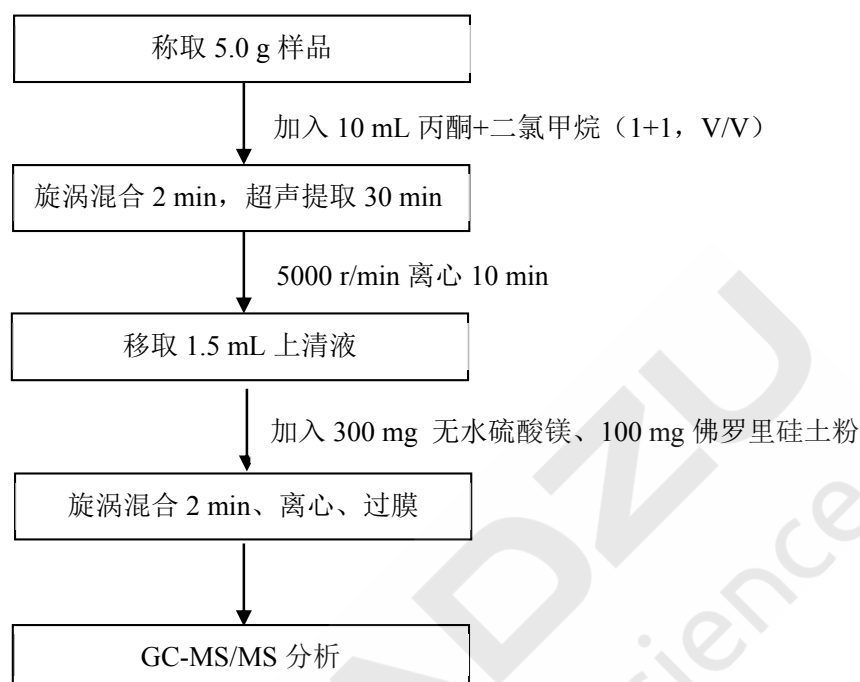 称取 5.0 g 样品
加入 10 mL 丙酮+二氯甲烷（1+1，V/V）
旋涡混合 2 min，超声提取 30 min
5000 r/min 离心 10 min
移取 1.5 mL 上清液
加入 300 mg 无水硫酸镁、100 mg 佛罗里硅土粉
旋涡混合 2 min、离心、过膜
GC-MS/MS 分析
ADZU
ience